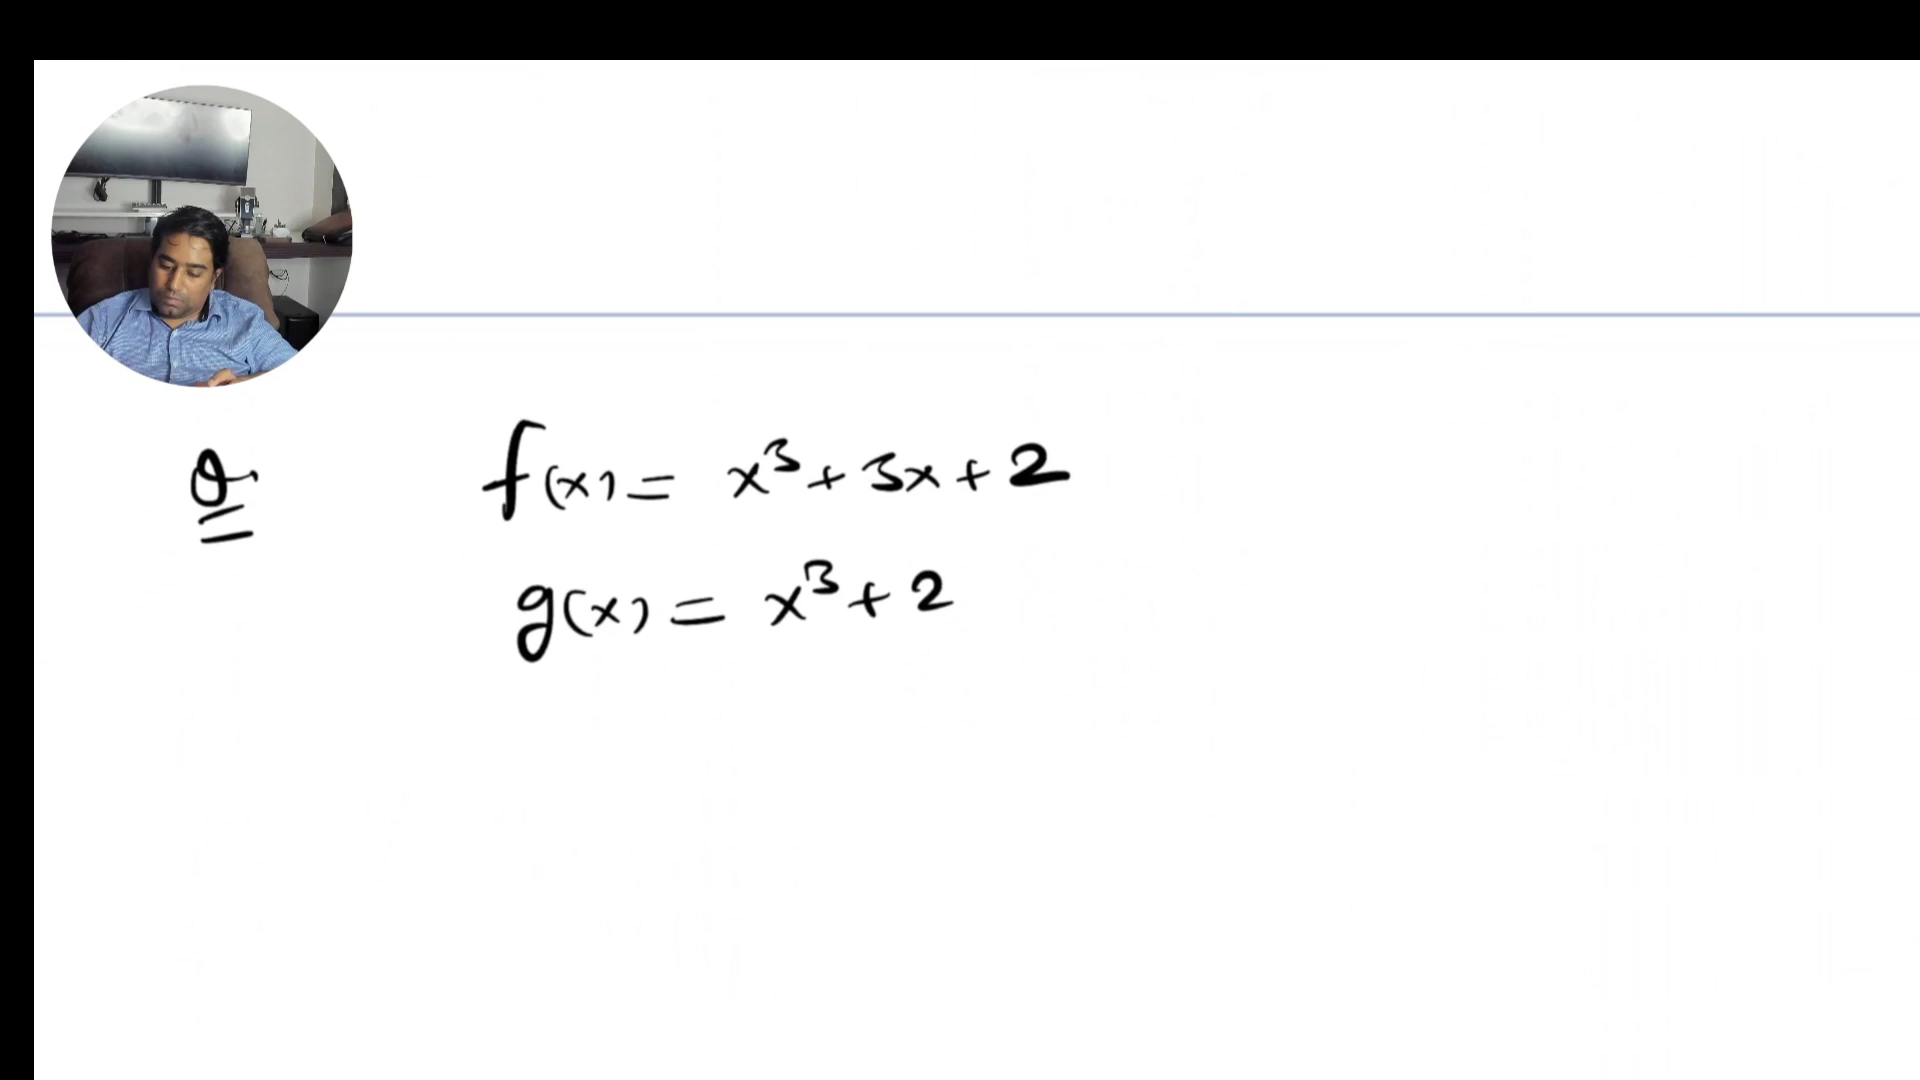 Q
f(x) = x³ + 3x + 2
g(x) = x³ + 2